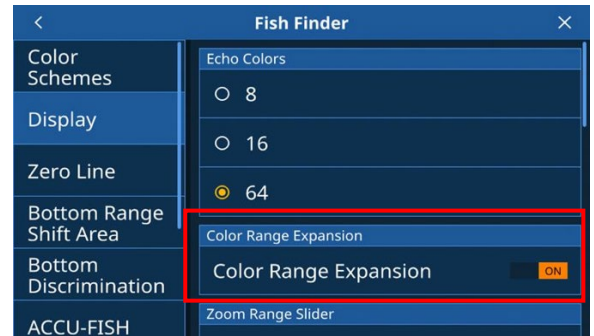 Fish Finder
Color
Schemes
Display
Zero Line
Bottom Range
Shift Area
Bottom
Discrimination
ACCU-FISH
Echo Colors
8
16
64
Color Range Expansion
Color Range Expansion
ON
Zoom Range Slider